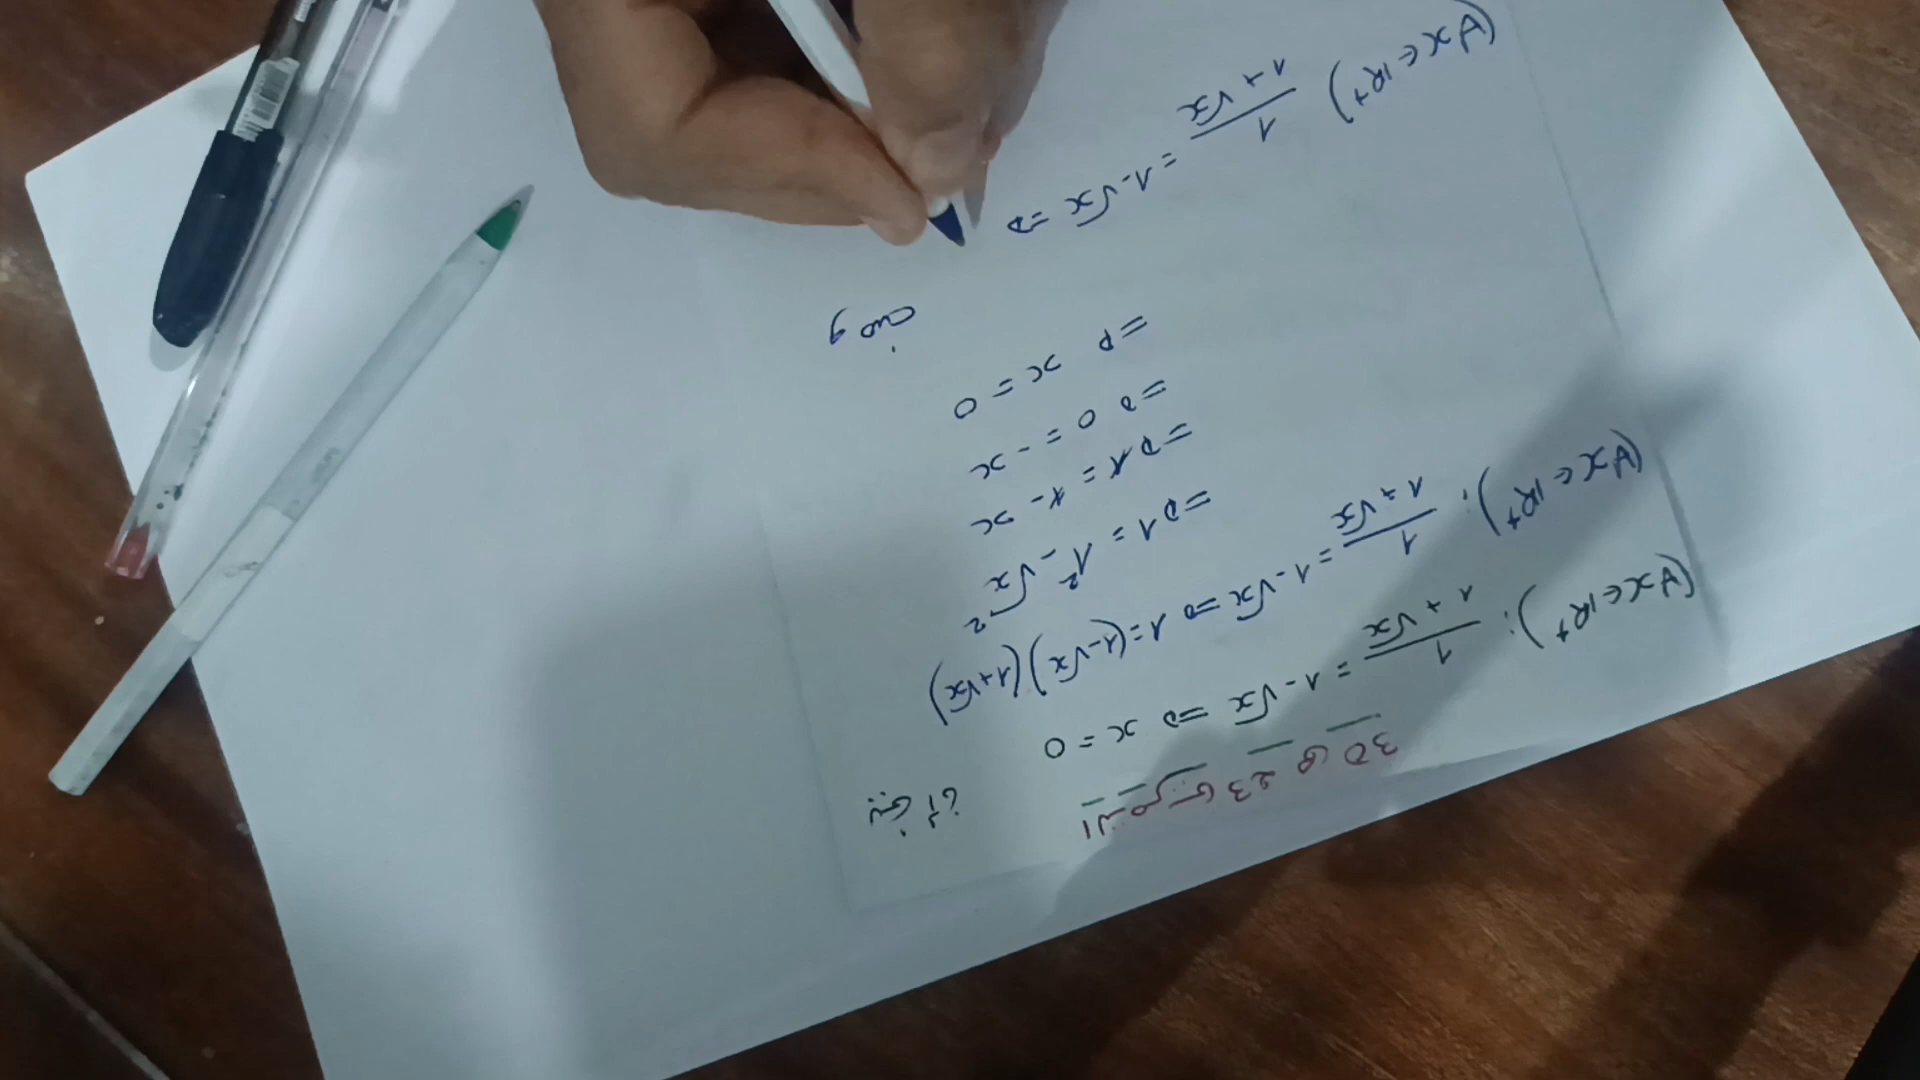 التمرين 23 ص 30
بين أن
(∀x∈ℝ⁺): 1/(1+√x) = 1-√x ⇒ x = 0
(∀x∈ℝ⁺): 1/(1+√x) = 1-√x ⇒ 1=(1-√x)(1+√x)
⇒ 1 = 1² - √x²
⇒ 1 = 1 - x
⇒ 0 = -x
⇒ x = 0
ومنه
(∀x∈ℝ⁺) 1/(1+√x) = 1-√x ⇒